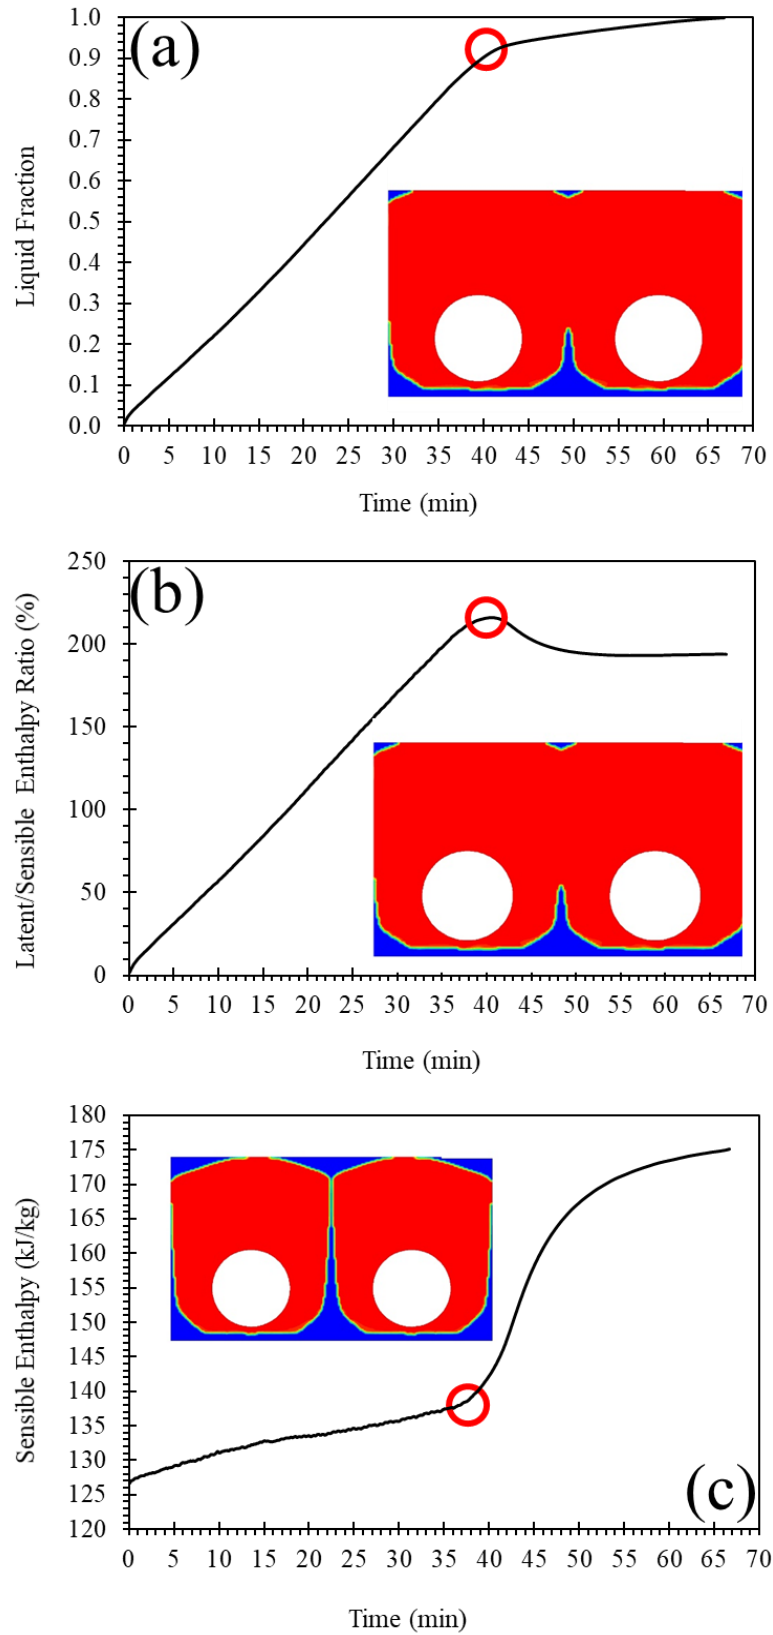 (a)
Liquid Fraction
1.0
0.9
0.8
0.7
0.6
0.5
0.4
0.3
0.2
0.1
0.0
0 5 10 15 20 25 30 35 40 45 50 55 60 65 70
Time (min)
(b)
Latent/Sensible Enthalpy Ratio (%)
250
200
150
100
50
0
0 5 10 15 20 25 30 35 40 45 50 55 60 65 70
Time (min)
Sensible Enthalpy (kJ/kg)
180
175
170
165
160
155
150
145
140
135
130
125
120
(c)
0 5 10 15 20 25 30 35 40 45 50 55 60 65 70
Time (min)